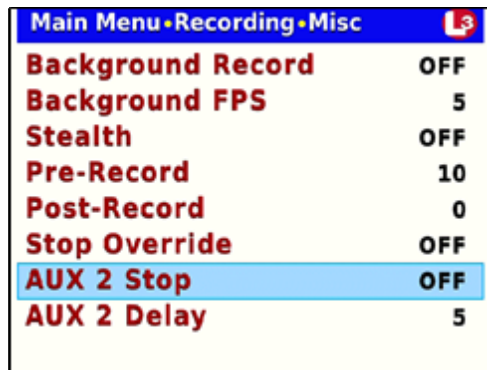 Main Menu•Recording•Misc L3
Background Record OFF
Background FPS 5
Stealth OFF
Pre-Record 10
Post-Record 0
Stop Override OFF
AUX 2 Stop OFF
AUX 2 Delay 5